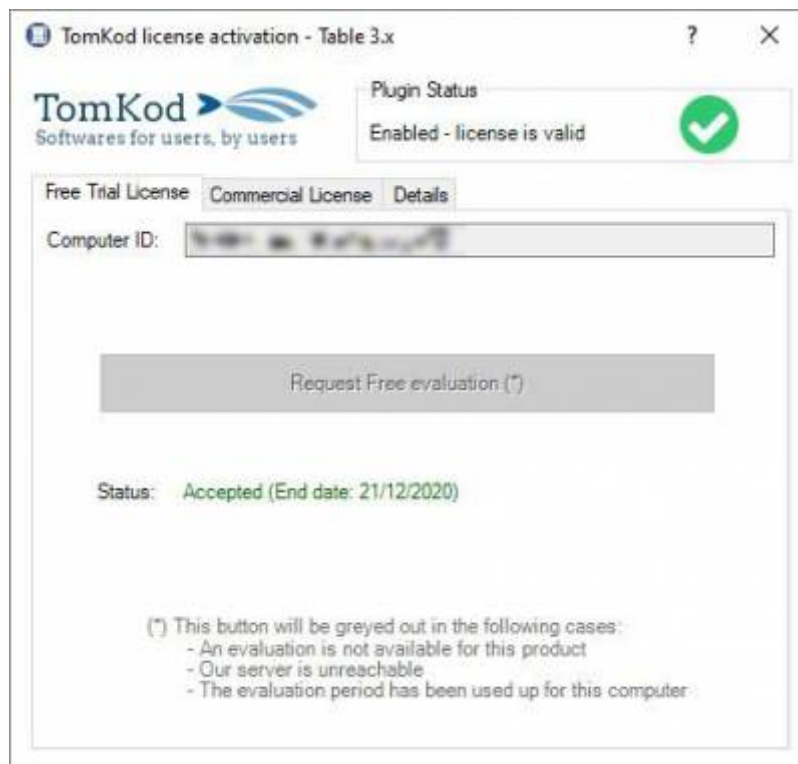 TomKod license activation - Table 3.x ?
TomKod
Softwares for users, by users
Plugin Status
Enabled - license is valid
Free Trial License Commercial License Details
Computer ID:
Request Free evaluation (*)
Status: Accepted (End date: 21/12/2020)
(*) This button will be greyed out in the following cases:
- An evaluation is not available for this product
- Our server is unreachable
- The evaluation period has been used up for this computer